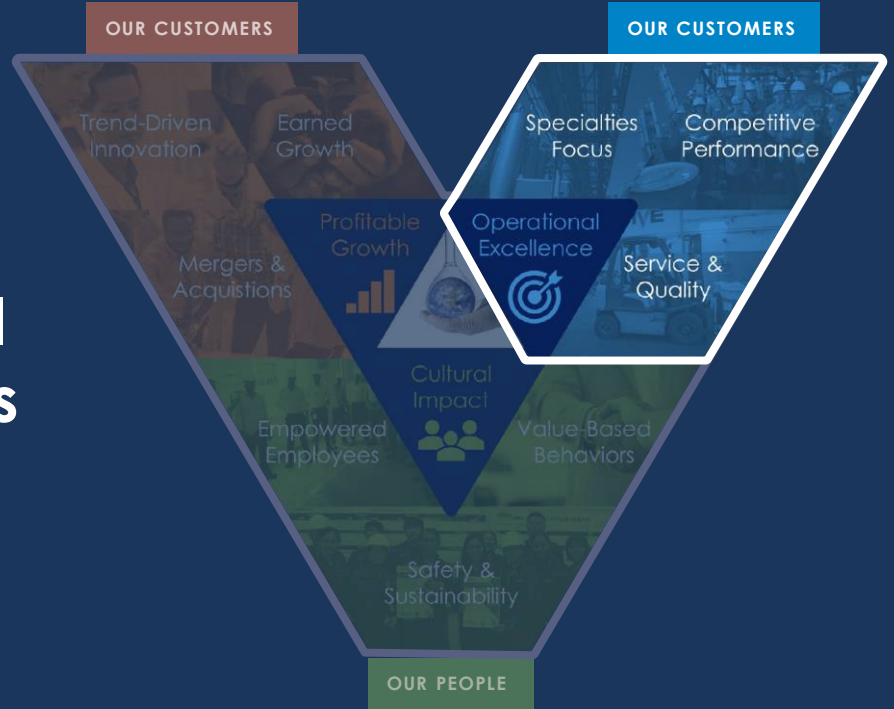 OUR CUSTOMERS
OUR CUSTOMERS
Trend-Driven
Innovation
Earned
Growth
Specialties
Focus
Competitive
Performance
Profitable
Growth
Operational
Excellence
Mergers &
Acquistions
Service &
Quality
Cultural
Impact
Empowered
Employees
Value-Based
Behaviors
Safety &
Sustainability
OUR PEOPLE